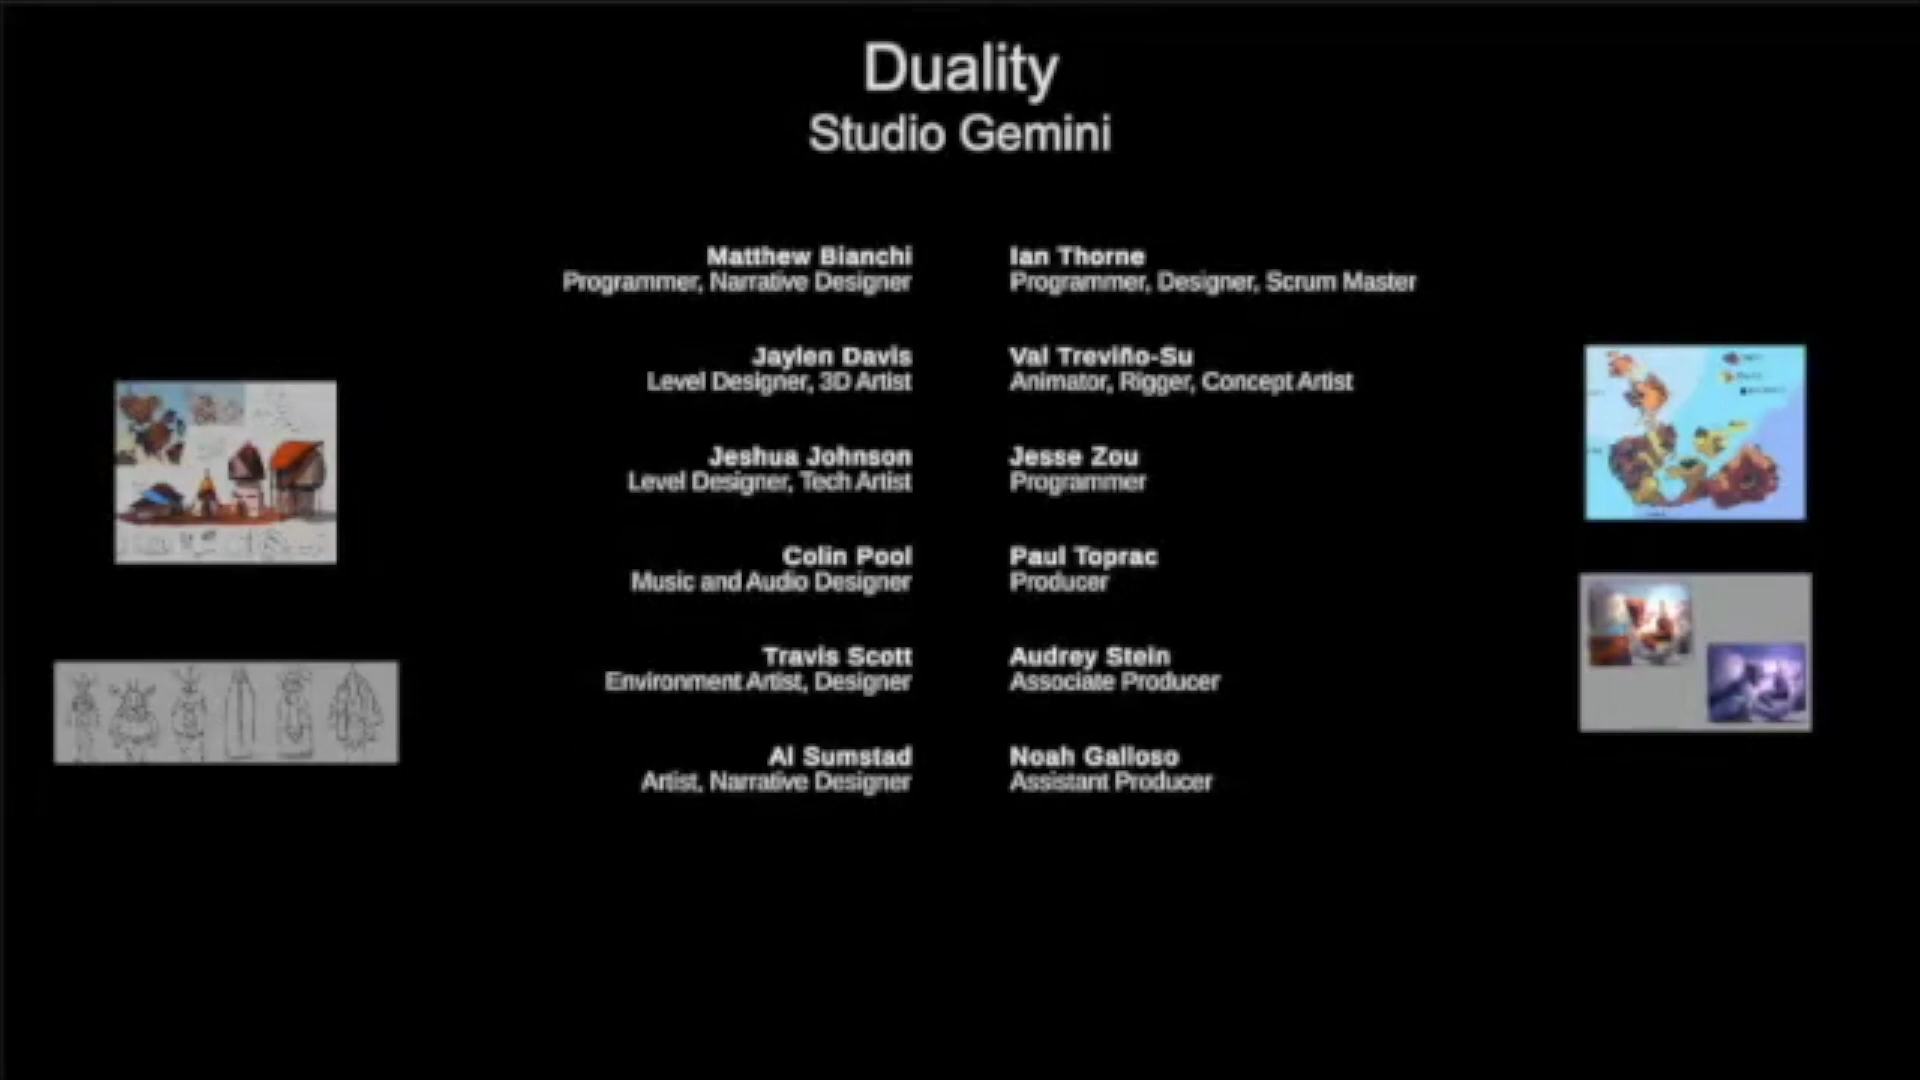 Duality
Studio Gemini
Matthew Bianchi
Programmer, Narrative Designer
Ian Thorne
Programmer, Designer, Scrum Master
Jaylen Davis
Level Designer, 3D Artist
Val Treviño-Su
Animator, Rigger, Concept Artist
Jeshua Johnson
Level Designer, Tech Artist
Jesse Zou
Programmer
Colin Pool
Music and Audio Designer
Paul Toprac
Producer
Travis Scott
Environment Artist, Designer
Audrey Stein
Associate Producer
Al Sumstad
Artist, Narrative Designer
Noah Galloso
Assistant Producer